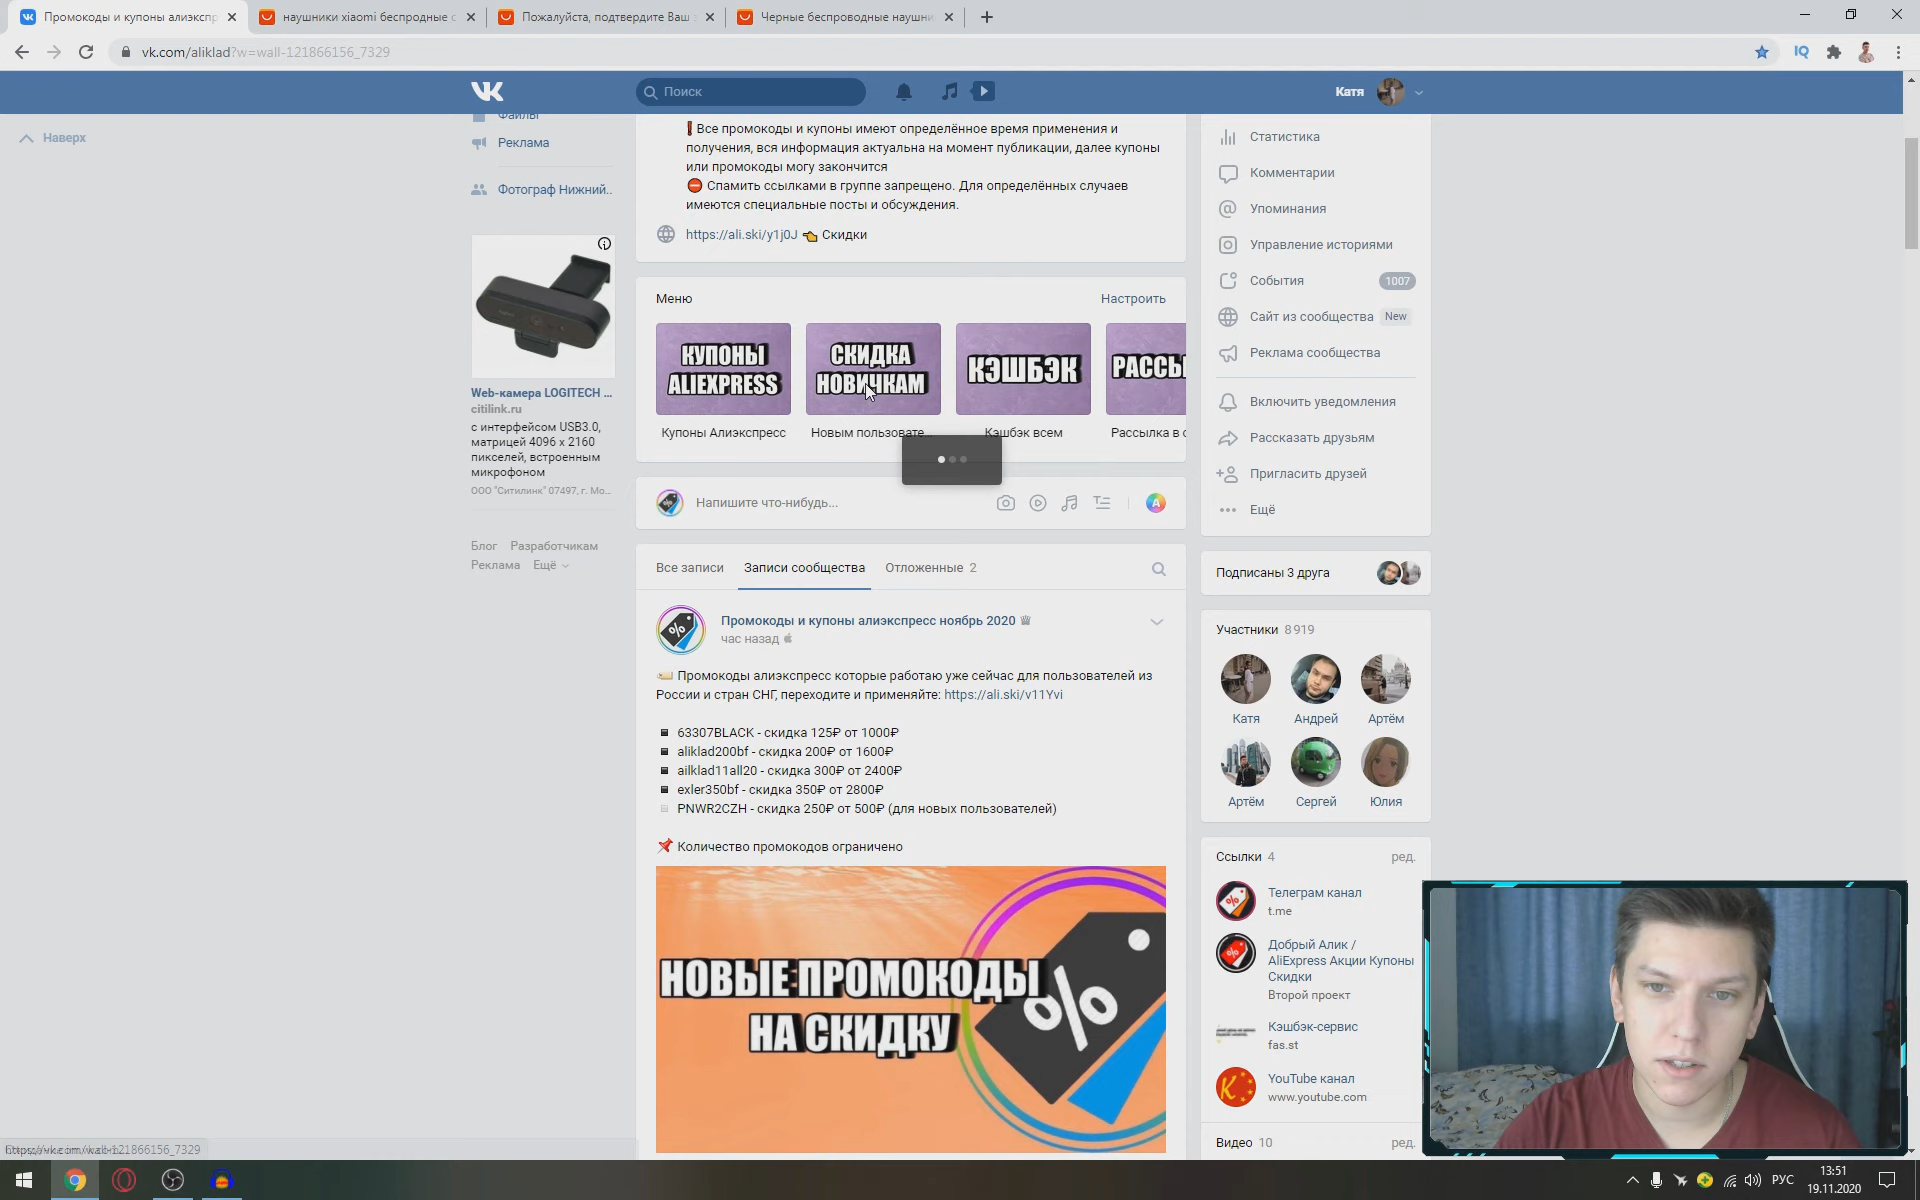 Промокоды и купоны алиэкспр
наушники xiaomi беспродные с
Пожалуйста, подтвердите Ваш
Черные беспроводные наушни
vk.com/aliklad?w=wall-121866156_7329
Поиск
Катя
Наверх
Файлы
Реклама
Фотограф Нижний..
Web-камера LOGITECH ...
citilink.ru
с интерфейсом USB3.0,
матрицей 4096 x 2160
пикселей, встроенным
микрофоном
ООО "Ситилинк" 07497, г. Мо...
Блог Разработчикам
Реклама Ещё
Все промокоды и купоны имеют определённое время применения и
получения, вся информация актуальна на момент публикации, далее купоны
или промокоды могу закончится
Спамить ссылками в группе запрещено. Для определённых случаев
имеются специальные посты и обсуждения.
https://ali.ski/y1j0J Скидки
Меню
Настроить
КУПОНЫ
ALIEXPRESS
СКИДКА
НОВИЧКАМ
КЭШБЭК
РАССЫ
Купоны Алиэкспресс
Новым пользовате...
Кэшбэк всем
Рассылка в с
Напишите что-нибудь...
Все записи
Записи сообщества
Отложенные 2
Промокоды и купоны алиэкспресс ноябрь 2020
час назад
Промокоды алиэкспресс которые работаю уже сейчас для пользователей из
России и стран СНГ, переходите и применяйте: https://ali.ski/v11Yvi
63307BLACK - скидка 125₽ от 1000₽
aliklad200bf - скидка 200₽ от 1600₽
ailklad11all20 - скидка 300₽ от 2400₽
exler350bf - скидка 350₽ от 2800₽
PNWR2CZH - скидка 250₽ от 500₽ (для новых пользователей)
Количество промокодов ограничено
НОВЫЕ ПРОМОКОДЫ
НА СКИДКУ
%
Статистика
Комментарии
Упоминания
Управление историями
События 1007
Сайт из сообщества New
Реклама сообщества
Включить уведомления
Рассказать друзьям
Пригласить друзей
Ещё
Подписаны 3 друга
Участники 8 919
Катя
Андрей
Артём
Артём
Сергей
Юлия
Ссылки 4
ред.
Телеграм канал
t.me
Добрый Алик /
AliExpress Акции Купоны
Скидки
Второй проект
Кэшбэк-сервис
fas.st
YouTube канал
www.youtube.com
Видео 10
ред.
РУС
13:51
19.11.2020